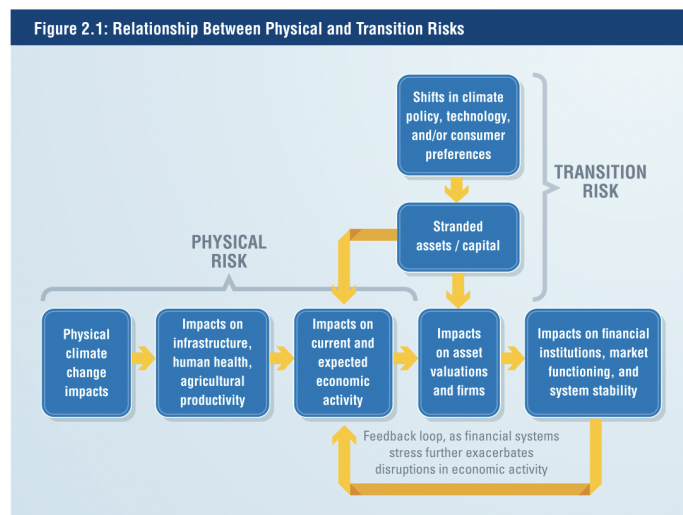 Figure 2.1: Relationship Between Physical and Transition Risks
Shifts in climate
policy, technology,
and/or consumer
preferences
TRANSITION
RISK
Stranded
assets / capital
PHYSICAL
RISK
Physical
climate
change
impacts
Impacts on
infrastructure,
human health,
agricultural
productivity
Impacts on
current and
expected
economic
activity
Impacts
on asset
valuations
and firms
Impacts on financial
institutions, market
functioning, and
system stability
Feedback loop, as financial systems
stress further exacerbates
disruptions in economic activity